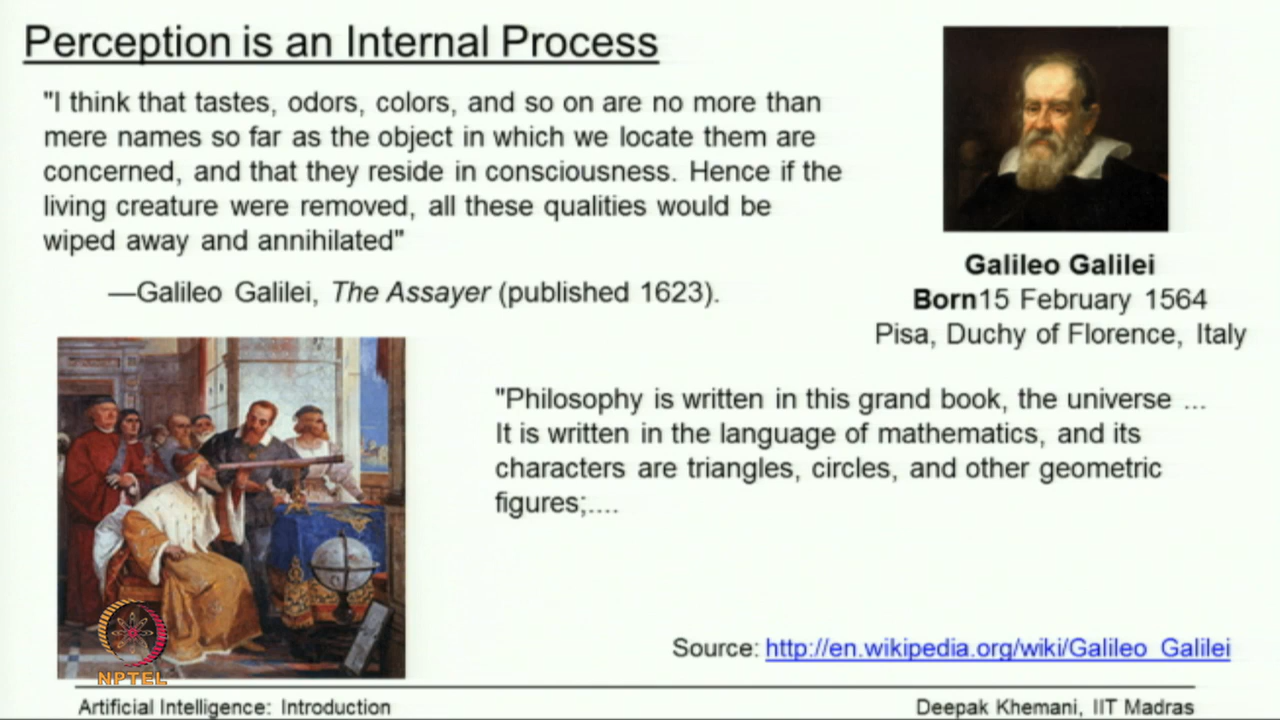 Perception is an Internal Process
"I think that tastes, odors, colors, and so on are no more than
mere names so far as the object in which we locate them are
concerned, and that they reside in consciousness. Hence if the
living creature were removed, all these qualities would be
wiped away and annihilated"
—Galileo Galilei, The Assayer (published 1623).
Galileo Galilei
Born15 February 1564
Pisa, Duchy of Florence, Italy
"Philosophy is written in this grand book, the universe ...
It is written in the language of mathematics, and its
characters are triangles, circles, and other geometric
figures;....
Source: http://en.wikipedia.org/wiki/Galileo_Galilei
NPTEL
Artificial Intelligence: Introduction
Deepak Khemani, IIT Madras